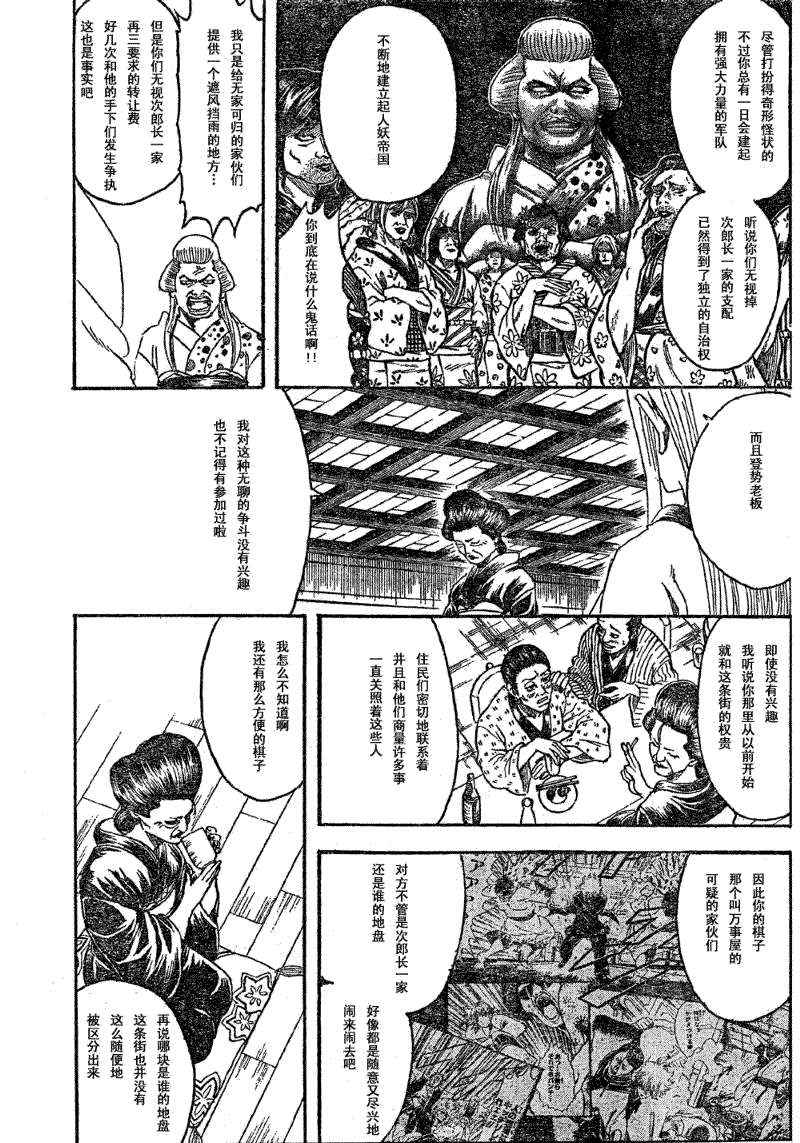 尽管打扮得奇形怪状的
不过你总有一日会建起
拥有强大力量的军队
听说你们无视掉
次郎长一家的支配
已然得到了独立的自治权
不断地建立起人妖帝国
你到底在说什么鬼话啊!!
我只是给无家可归的家伙们
提供一个遮风挡雨的地方…
但是你们无视次郎长一家
再三要求的转让费
好几次和他的手下们发生争执
这也是事实吧
而且登势老板
我对这种无聊的争斗没有兴趣
也不记得有参加过啦
即使没有兴趣
我听说你那里从以前开始
就和这条街的权贵
住民们密切地联系着
并且和他们商量许多事
一直关照着这些人
因此你的棋子
那个叫万事屋的
可疑的家伙们
对方不管是次郎长一家
还是谁的地盘
好像都是随意又尽兴地
闹来闹去吧
我怎么不知道啊
我还有那么方便的棋子
再说哪块是谁的地盘
这条街也并没有
这么随便地
被区分出来